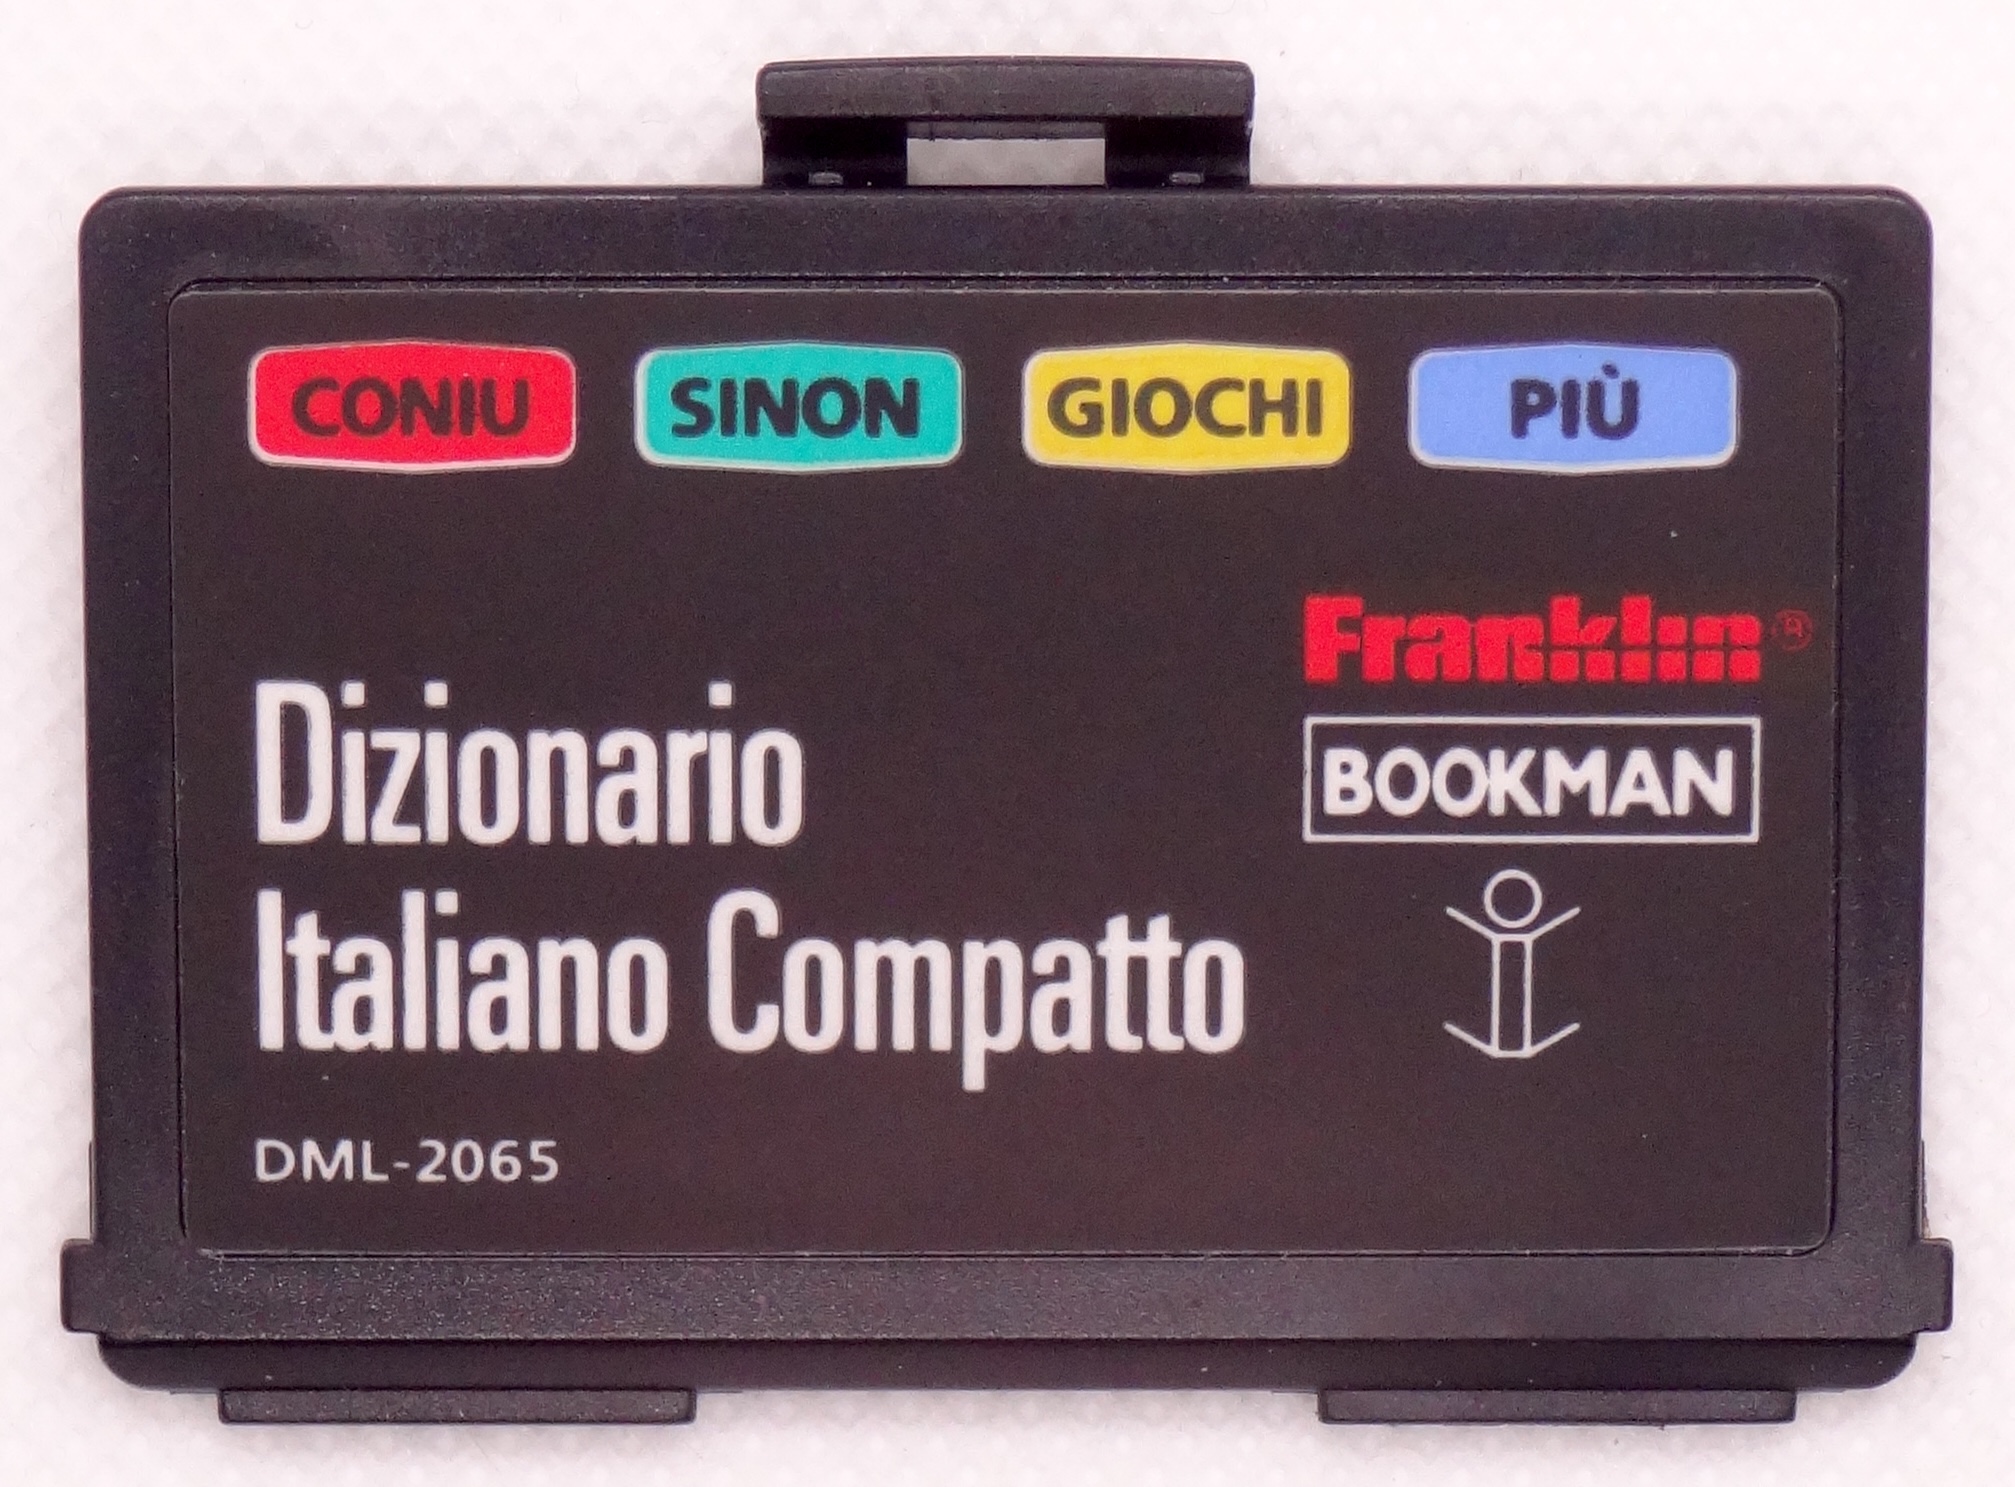 CONIU SINON GIOCHI PIÙ
Franklin®
BOOKMAN
Dizionario
Italiano Compatto
DML-2065